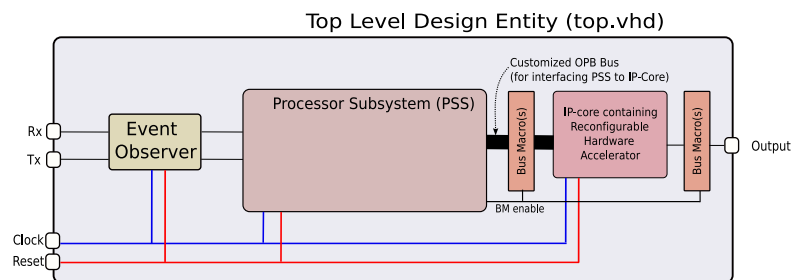 Top Level Design Entity (top.vhd)
Customized OPB Bus
(for interfacing PSS to IP-Core)
Processor Subsystem (PSS)
Event
Observer
Rx
Tx
Bus Macro(s)
IP-core containing
Reconfigurable
Hardware
Accelerator
Bus Macro(s)
Output
BM enable
Clock
Reset